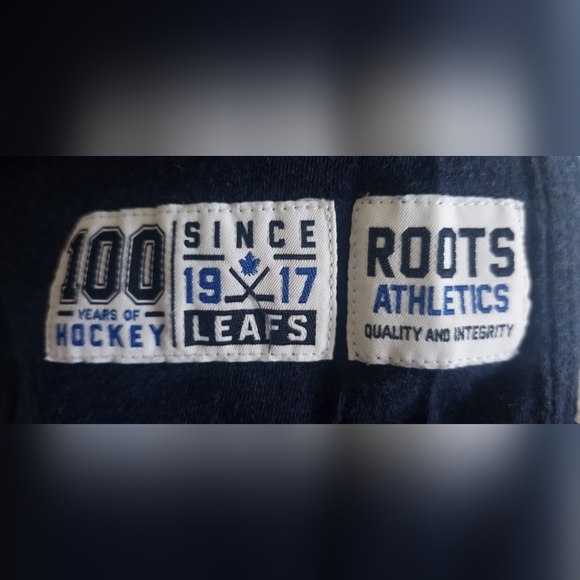 100
YEARS OF
HOCKEY
SINCE
19 17
LEAFS
ROOTS
ATHLETICS
QUALITY AND INTEGRITY